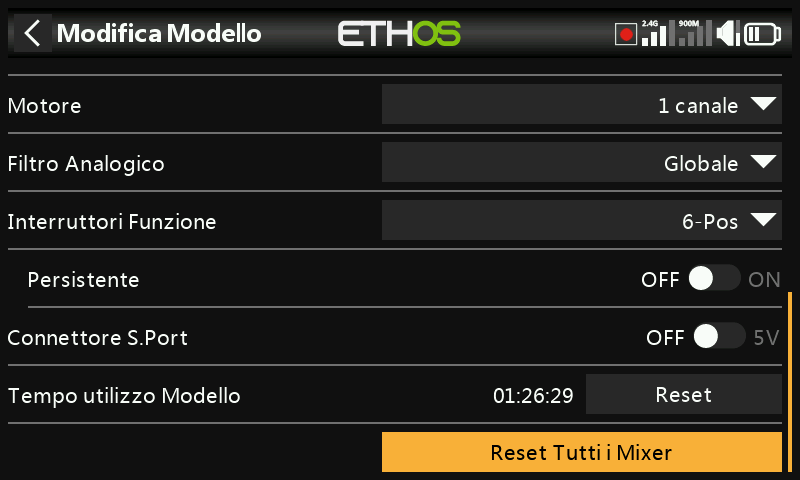 Modifica Modello
ETHOS
2.4G
900M
Motore
1 canale
Filtro Analogico
Globale
Interruttori Funzione
6-Pos
Persistente
OFF
ON
Connettore S.Port
OFF
5V
Tempo utilizzo Modello
01:26:29
Reset
Reset Tutti i Mixer